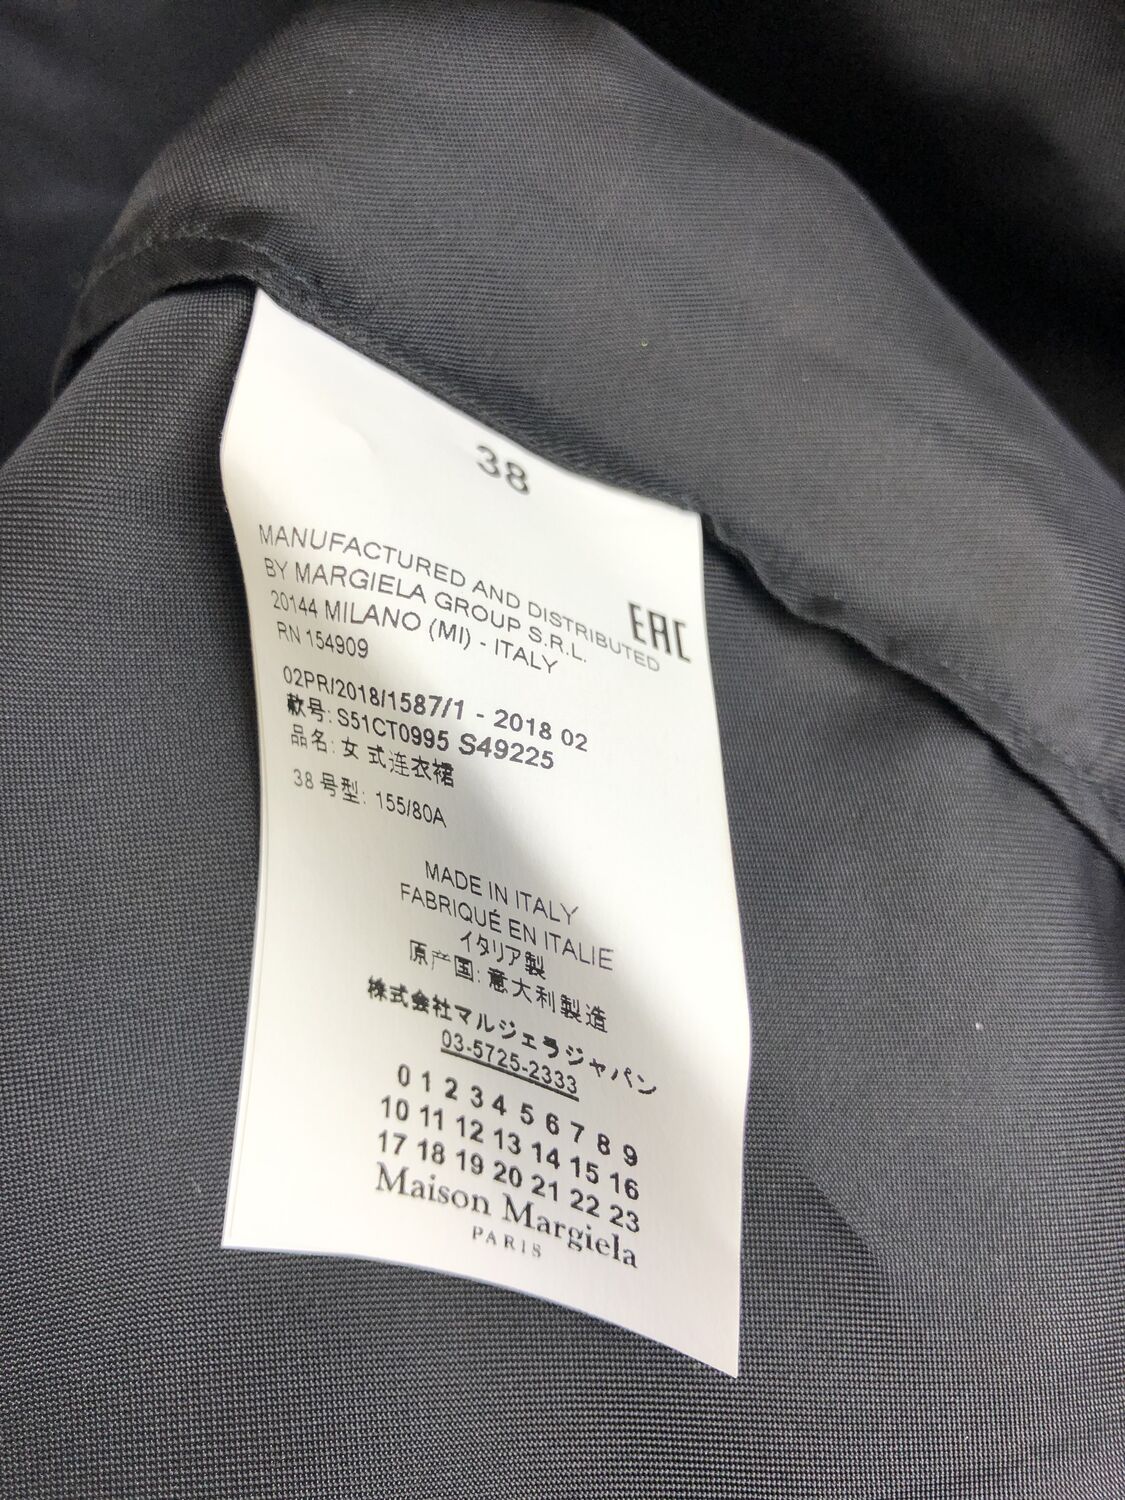 38
MANUFACTURED AND DISTRIBUTED
BY MARGIELA GROUP S.R.L.
20144 MILANO (MI) - ITALY
RN 154909
EAC
02PR/2018/1587/1 - 2018 02
款号: S51CT0995 S49225
品名: 女式连衣裙
38 号型: 155/80A
MADE IN ITALY
FABRIQUÉ EN ITALIE
イタリア製
原产国: 意大利製造
株式会社マルジェラジャパン
03-5725-2333
0 1 2 3 4 5 6 7 8 9
10 11 12 13 14 15 16
17 18 19 20 21 22 23
Maison Margiela
PARIS